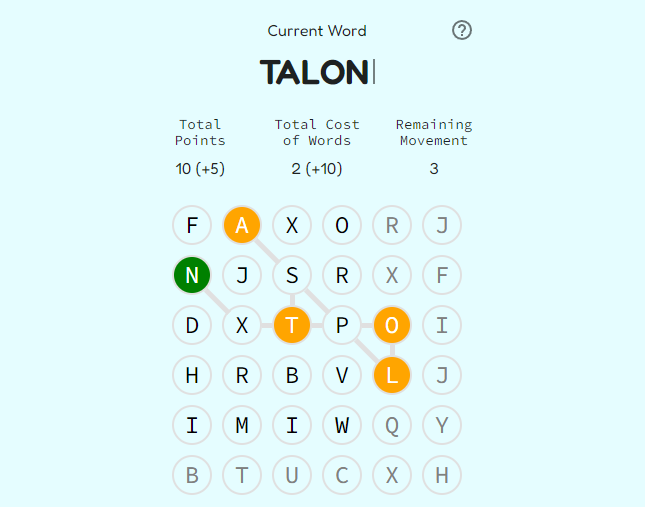 Current Word
TALON
Total Points
Total Cost of Words
Remaining Movement
10 (+5)
2 (+10)
3
F A X O R J
N J S R X F
D X T P O I
H R B V L J
I M I W Q Y
B T U C X H